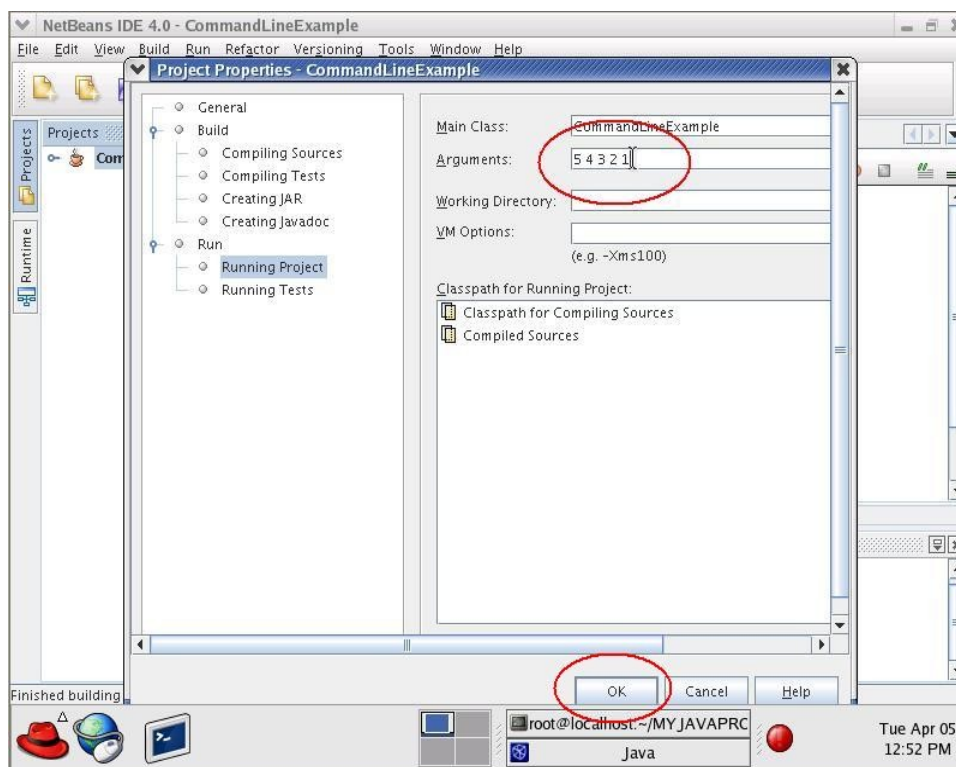 NetBeans IDE 4.0 - CommandLineExample
File Edit View Build Run Refactor Versioning Tools Window Help
Project Properties - CommandLineExample
Projects
Com
Projects
Runtime
General
Build
Compiling Sources
Compiling Tests
Creating JAR
Creating Javadoc
Run
Running Project
Running Tests
Main Class: CommandLineExample
Arguments: 5 4 3 2 1
Working Directory:
VM Options:
(e.g. -Xms100)
Classpath for Running Project:
Classpath for Compiling Sources
Compiled Sources
OK Cancel Help
Finished building
root@localhost:~/MY JAVAPRC
Java
Tue Apr 05
12:52 PM